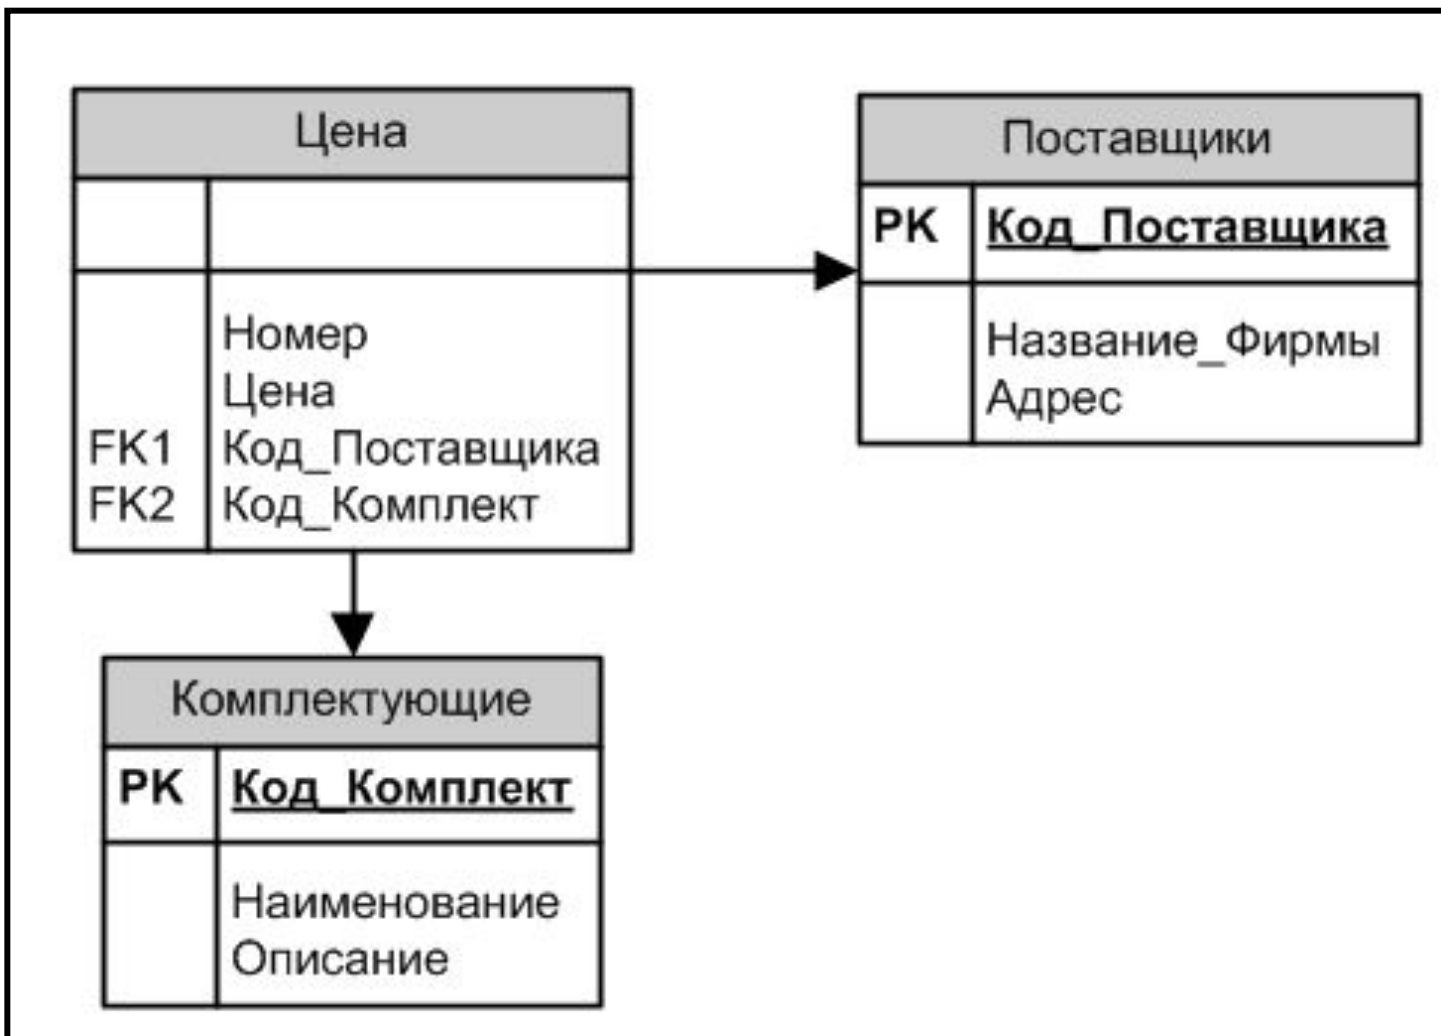 Цена
Номер
Цена
FK1 Код_Поставщика
FK2 Код_Комплект
Поставщики
PK Код_Поставщика
Название_Фирмы
Адрес
Комплектующие
PK Код_Комплект
Наименование
Описание